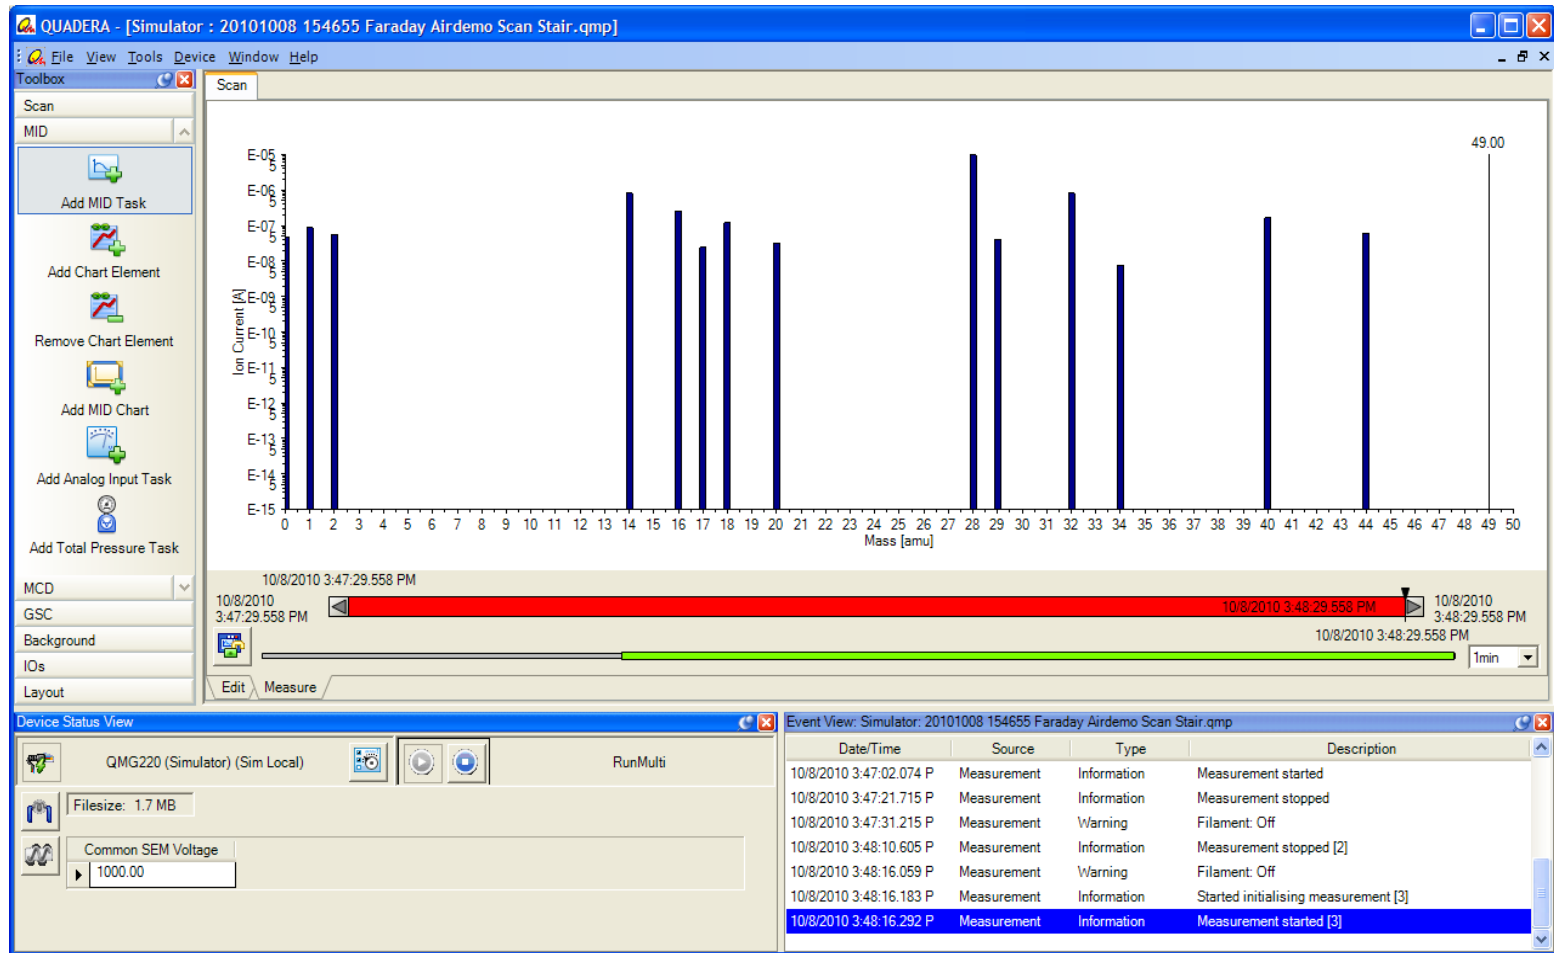 QUADERA - [Simulator : 20101008 154655 Faraday Airdemo Scan Stair.qmp]
File View Tools Device Window Help
Toolbox
Scan
MID
Add MID Task
Add Chart Element
Remove Chart Element
Add MID Chart
Add Analog Input Task
Add Total Pressure Task
MCD
GSC
Background
IOs
Layout
Scan
49.00
E-05
5
E-06
5
E-07
5
E-08
5
E-09
5
E-10
5
E-11
5
E-12
5
E-13
5
E-14
5
E-15
Ion Current [A]
0 1 2 3 4 5 6 7 8 9 10 11 12 13 14 15 16 17 18 19 20 21 22 23 24 25 26 27 28 29 30 31 32 33 34 35 36 37 38 39 40 41 42 43 44 45 46 47 48 49 50
Mass [amu]
10/8/2010 3:47:29.558 PM
10/8/2010
3:47:29.558 PM
10/8/2010 3:48:29.558 PM
10/8/2010
3:48:29.558 PM
10/8/2010 3:48:29.558 PM
1min
Edit Measure
Device Status View
QMG220 (Simulator) (Sim Local)
RunMulti
Filesize: 1.7 MB
Common SEM Voltage
1000.00
Event View: Simulator: 20101008 154655 Faraday Airdemo Scan Stair.qmp
Date/Time Source Type Description
10/8/2010 3:47:02.074 P Measurement Information Measurement started
10/8/2010 3:47:21.715 P Measurement Information Measurement stopped
10/8/2010 3:47:31.215 P Measurement Warning Filament: Off
10/8/2010 3:48:10.605 P Measurement Information Measurement stopped [2]
10/8/2010 3:48:16.059 P Measurement Warning Filament: Off
10/8/2010 3:48:16.183 P Measurement Information Started initialising measurement [3]
10/8/2010 3:48:16.292 P Measurement Information Measurement started [3]